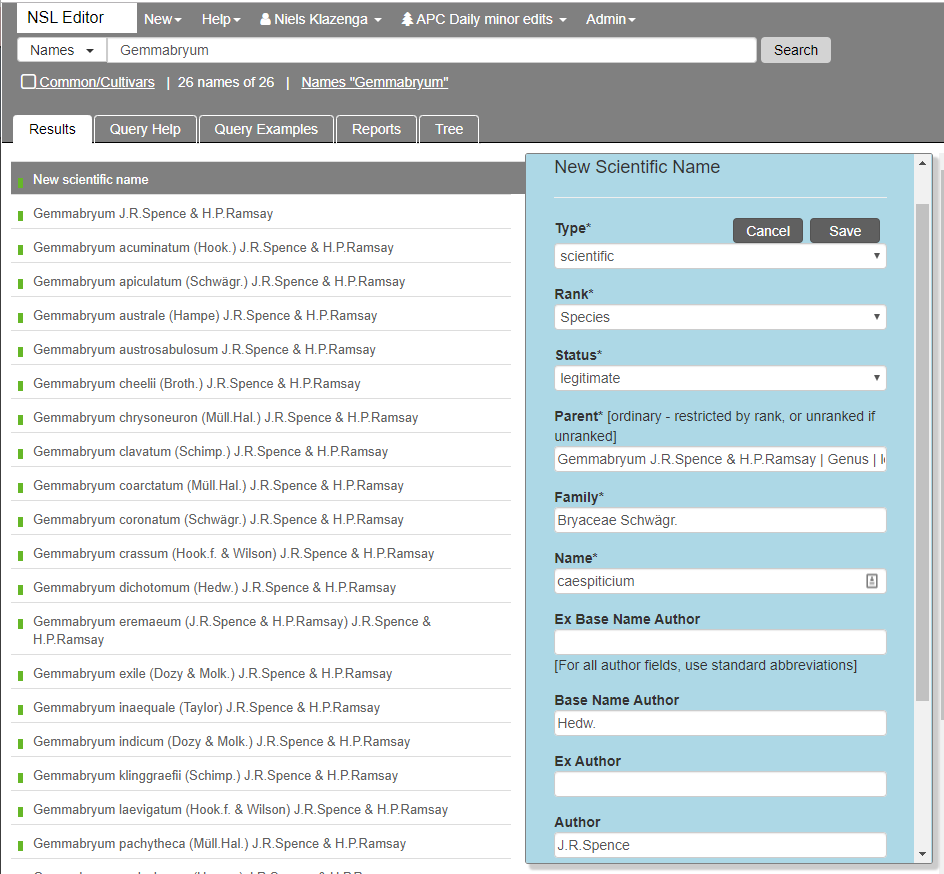 NSL Editor New Help Niels Klazenga APC Daily minor edits Admin
Names Gemmabryum Search
Common/Cultivars | 26 names of 26 | Names "Gemmabryum"
Results Query Help Query Examples Reports Tree
New scientific name
Gemmabryum J.R.Spence & H.P.Ramsay
Gemmabryum acuminatum (Hook.) J.R.Spence & H.P.Ramsay
Gemmabryum apiculatum (Schwägr.) J.R.Spence & H.P.Ramsay
Gemmabryum australe (Hampe) J.R.Spence & H.P.Ramsay
Gemmabryum austrosabulosum J.R.Spence & H.P.Ramsay
Gemmabryum cheelii (Broth.) J.R.Spence & H.P.Ramsay
Gemmabryum chrysoneuron (Müll.Hal.) J.R.Spence & H.P.Ramsay
Gemmabryum clavatum (Schimp.) J.R.Spence & H.P.Ramsay
Gemmabryum coarctatum (Müll.Hal.) J.R.Spence & H.P.Ramsay
Gemmabryum coronatum (Schwägr.) J.R.Spence & H.P.Ramsay
Gemmabryum crassum (Hook.f. & Wilson) J.R.Spence & H.P.Ramsay
Gemmabryum dichotomum (Hedw.) J.R.Spence & H.P.Ramsay
Gemmabryum eremaeum (J.R.Spence & H.P.Ramsay) J.R.Spence &
H.P.Ramsay
Gemmabryum exile (Dozy & Molk.) J.R.Spence & H.P.Ramsay
Gemmabryum inaequale (Taylor) J.R.Spence & H.P.Ramsay
Gemmabryum indicum (Dozy & Molk.) J.R.Spence & H.P.Ramsay
Gemmabryum klinggraefii (Schimp.) J.R.Spence & H.P.Ramsay
Gemmabryum laevigatum (Hook.f. & Wilson) J.R.Spence & H.P.Ramsay
Gemmabryum pachytheca (Müll.Hal.) J.R.Spence & H.P.Ramsay
New Scientific Name
Type* Cancel Save
scientific
Rank*
Species
Status*
legitimate
Parent* [ordinary - restricted by rank, or unranked if
unranked]
Gemmabryum J.R.Spence & H.P.Ramsay | Genus |
Family*
Bryaceae Schwägr.
Name*
caespiticium
Ex Base Name Author
[For all author fields, use standard abbreviations]
Base Name Author
Hedw.
Ex Author
Author
J.R.Spence